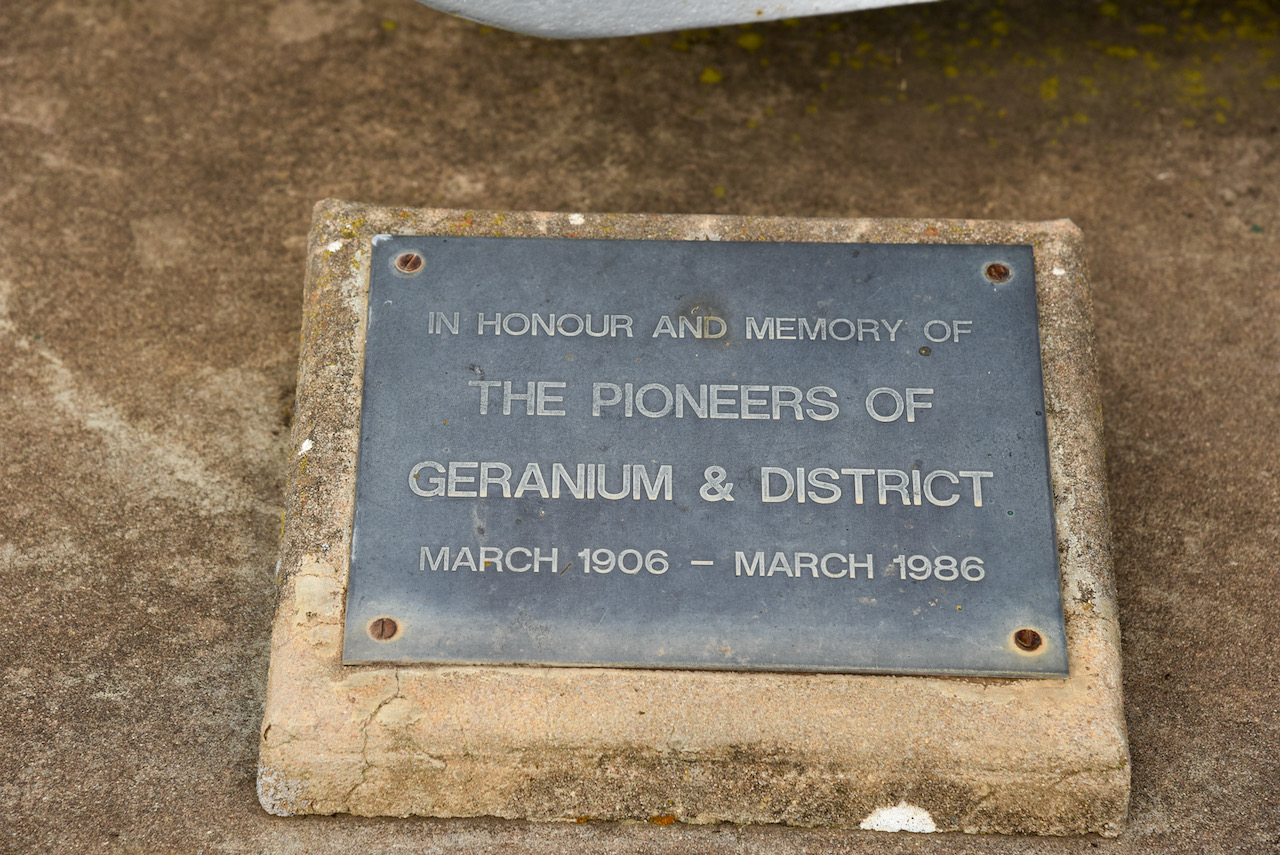 IN HONOUR AND MEMORY OF
THE PIONEERS OF
GERANIUM & DISTRICT
MARCH 1906 – MARCH 1986